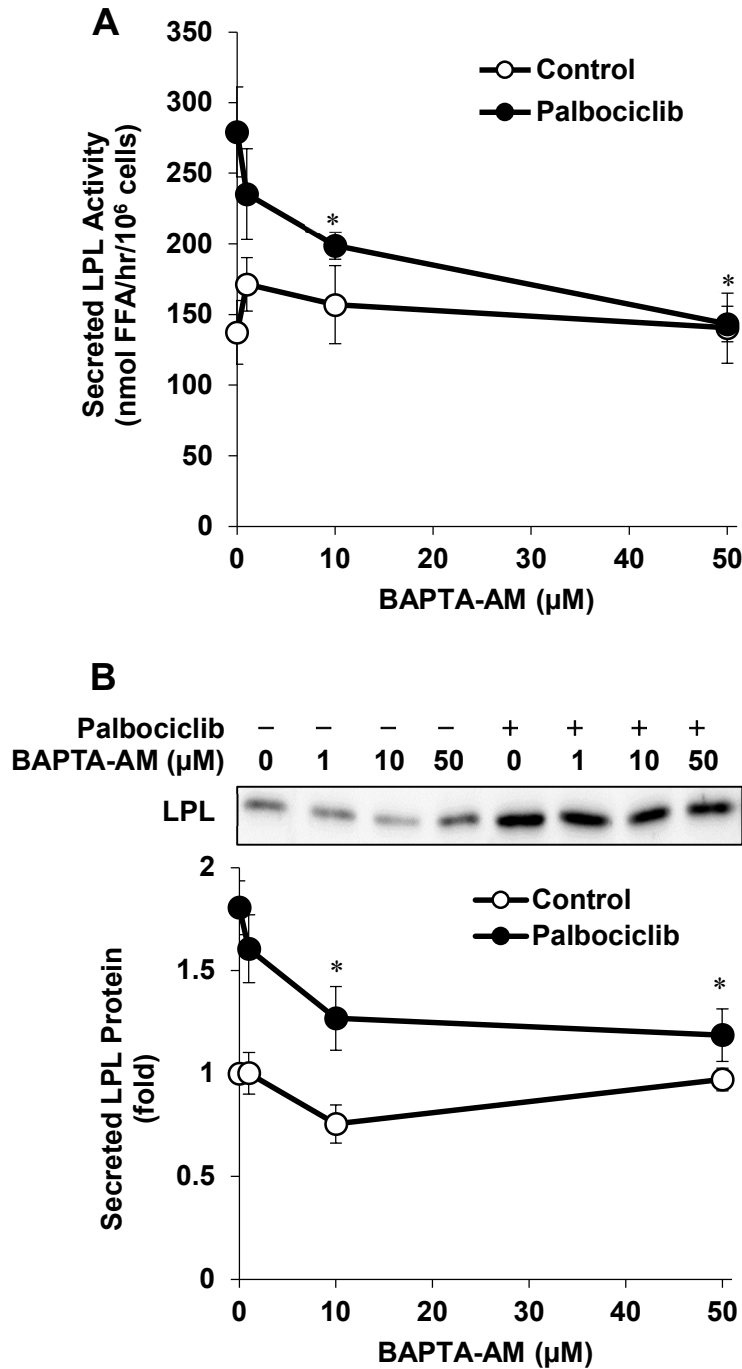 A
350
300
250
200
150
100
50
0
Secreted LPL Activity
(nmol FFA/hr/10⁶ cells)
Control
Palbociclib
*
*
0 10 20 30 40 50
BAPTA-AM (µM)
B
Palbociclib − − − − + + + +
BAPTA-AM (µM) 0 1 10 50 0 1 10 50
LPL
2
1.5
1
0.5
0
Secreted LPL Protein
(fold)
Control
Palbociclib
*
*
0 10 20 30 40 50
BAPTA-AM (µM)